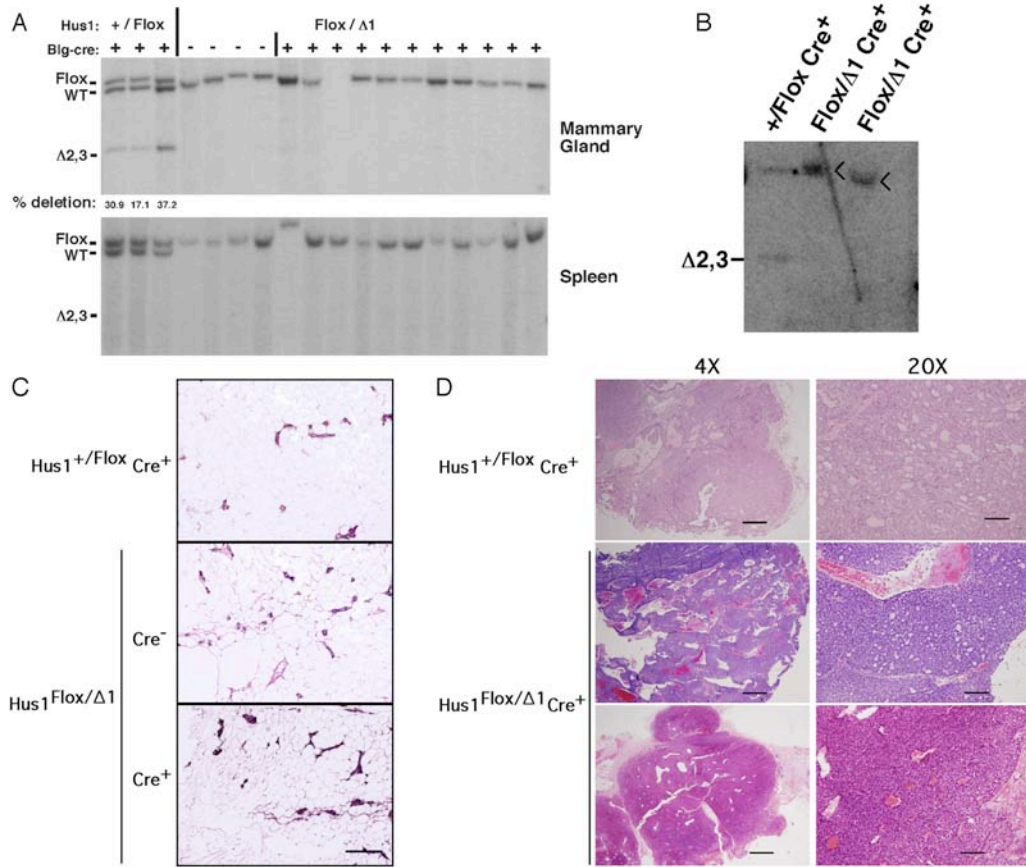 A
Hus1: + / Flox Flox / Δ1
Blg-cre: + + + - - - - + + + + + + + + + + +
Flox
WT
Δ2,3
Mammary
Gland
% deletion: 30.9 17.1 37.2
Flox
WT
Δ2,3
Spleen
B
+/Flox Cre+
Flox/Δ1 Cre+
Flox/Δ1 Cre+
< <
Δ2,3
C
Hus1+/Flox Cre+
Cre-
Hus1Flox/Δ1
Cre+
D
4X 20X
Hus1+/Flox Cre+
Hus1Flox/Δ1Cre+